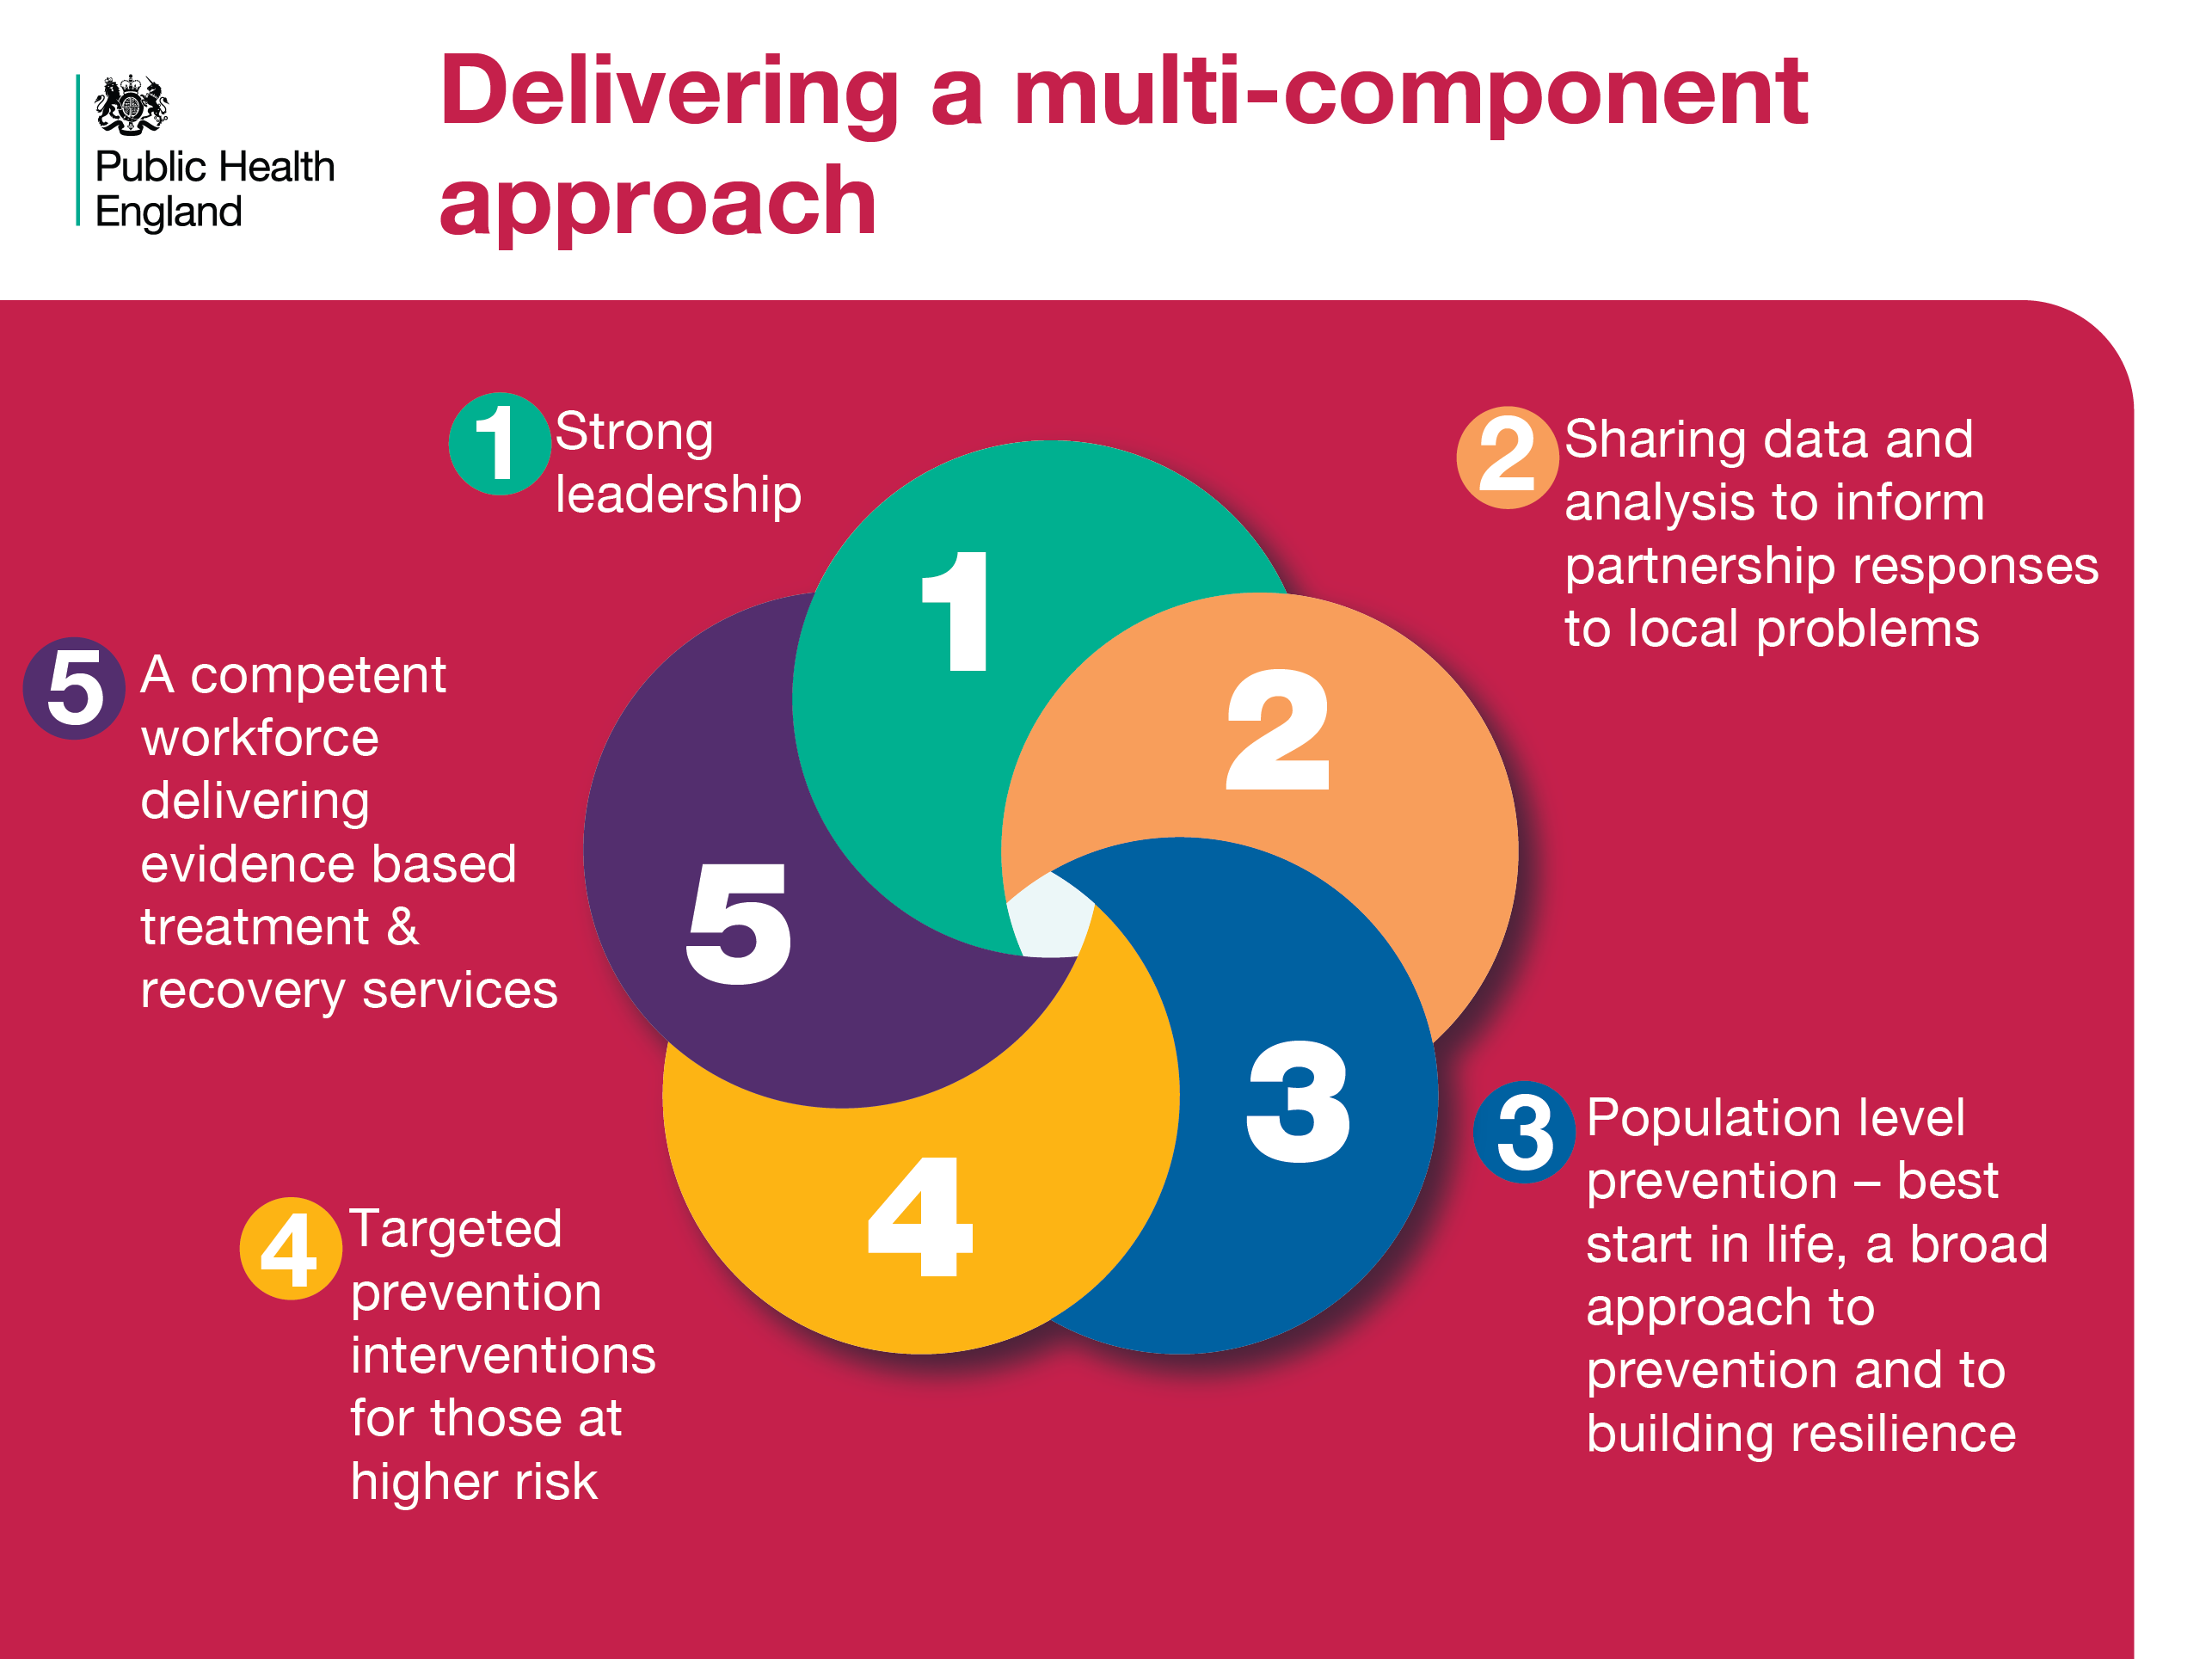 Public Health
England
Delivering a multi-component
approach
1
Strong
leadership
2
Sharing data and
analysis to inform
partnership responses
to local problems
5
A competent
workforce
delivering
evidence based
treatment &
recovery services
1
2
5
3
4
3
Population level
prevention – best
start in life, a broad
approach to
prevention and to
building resilience
4
Targeted
prevention
interventions
for those at
higher risk